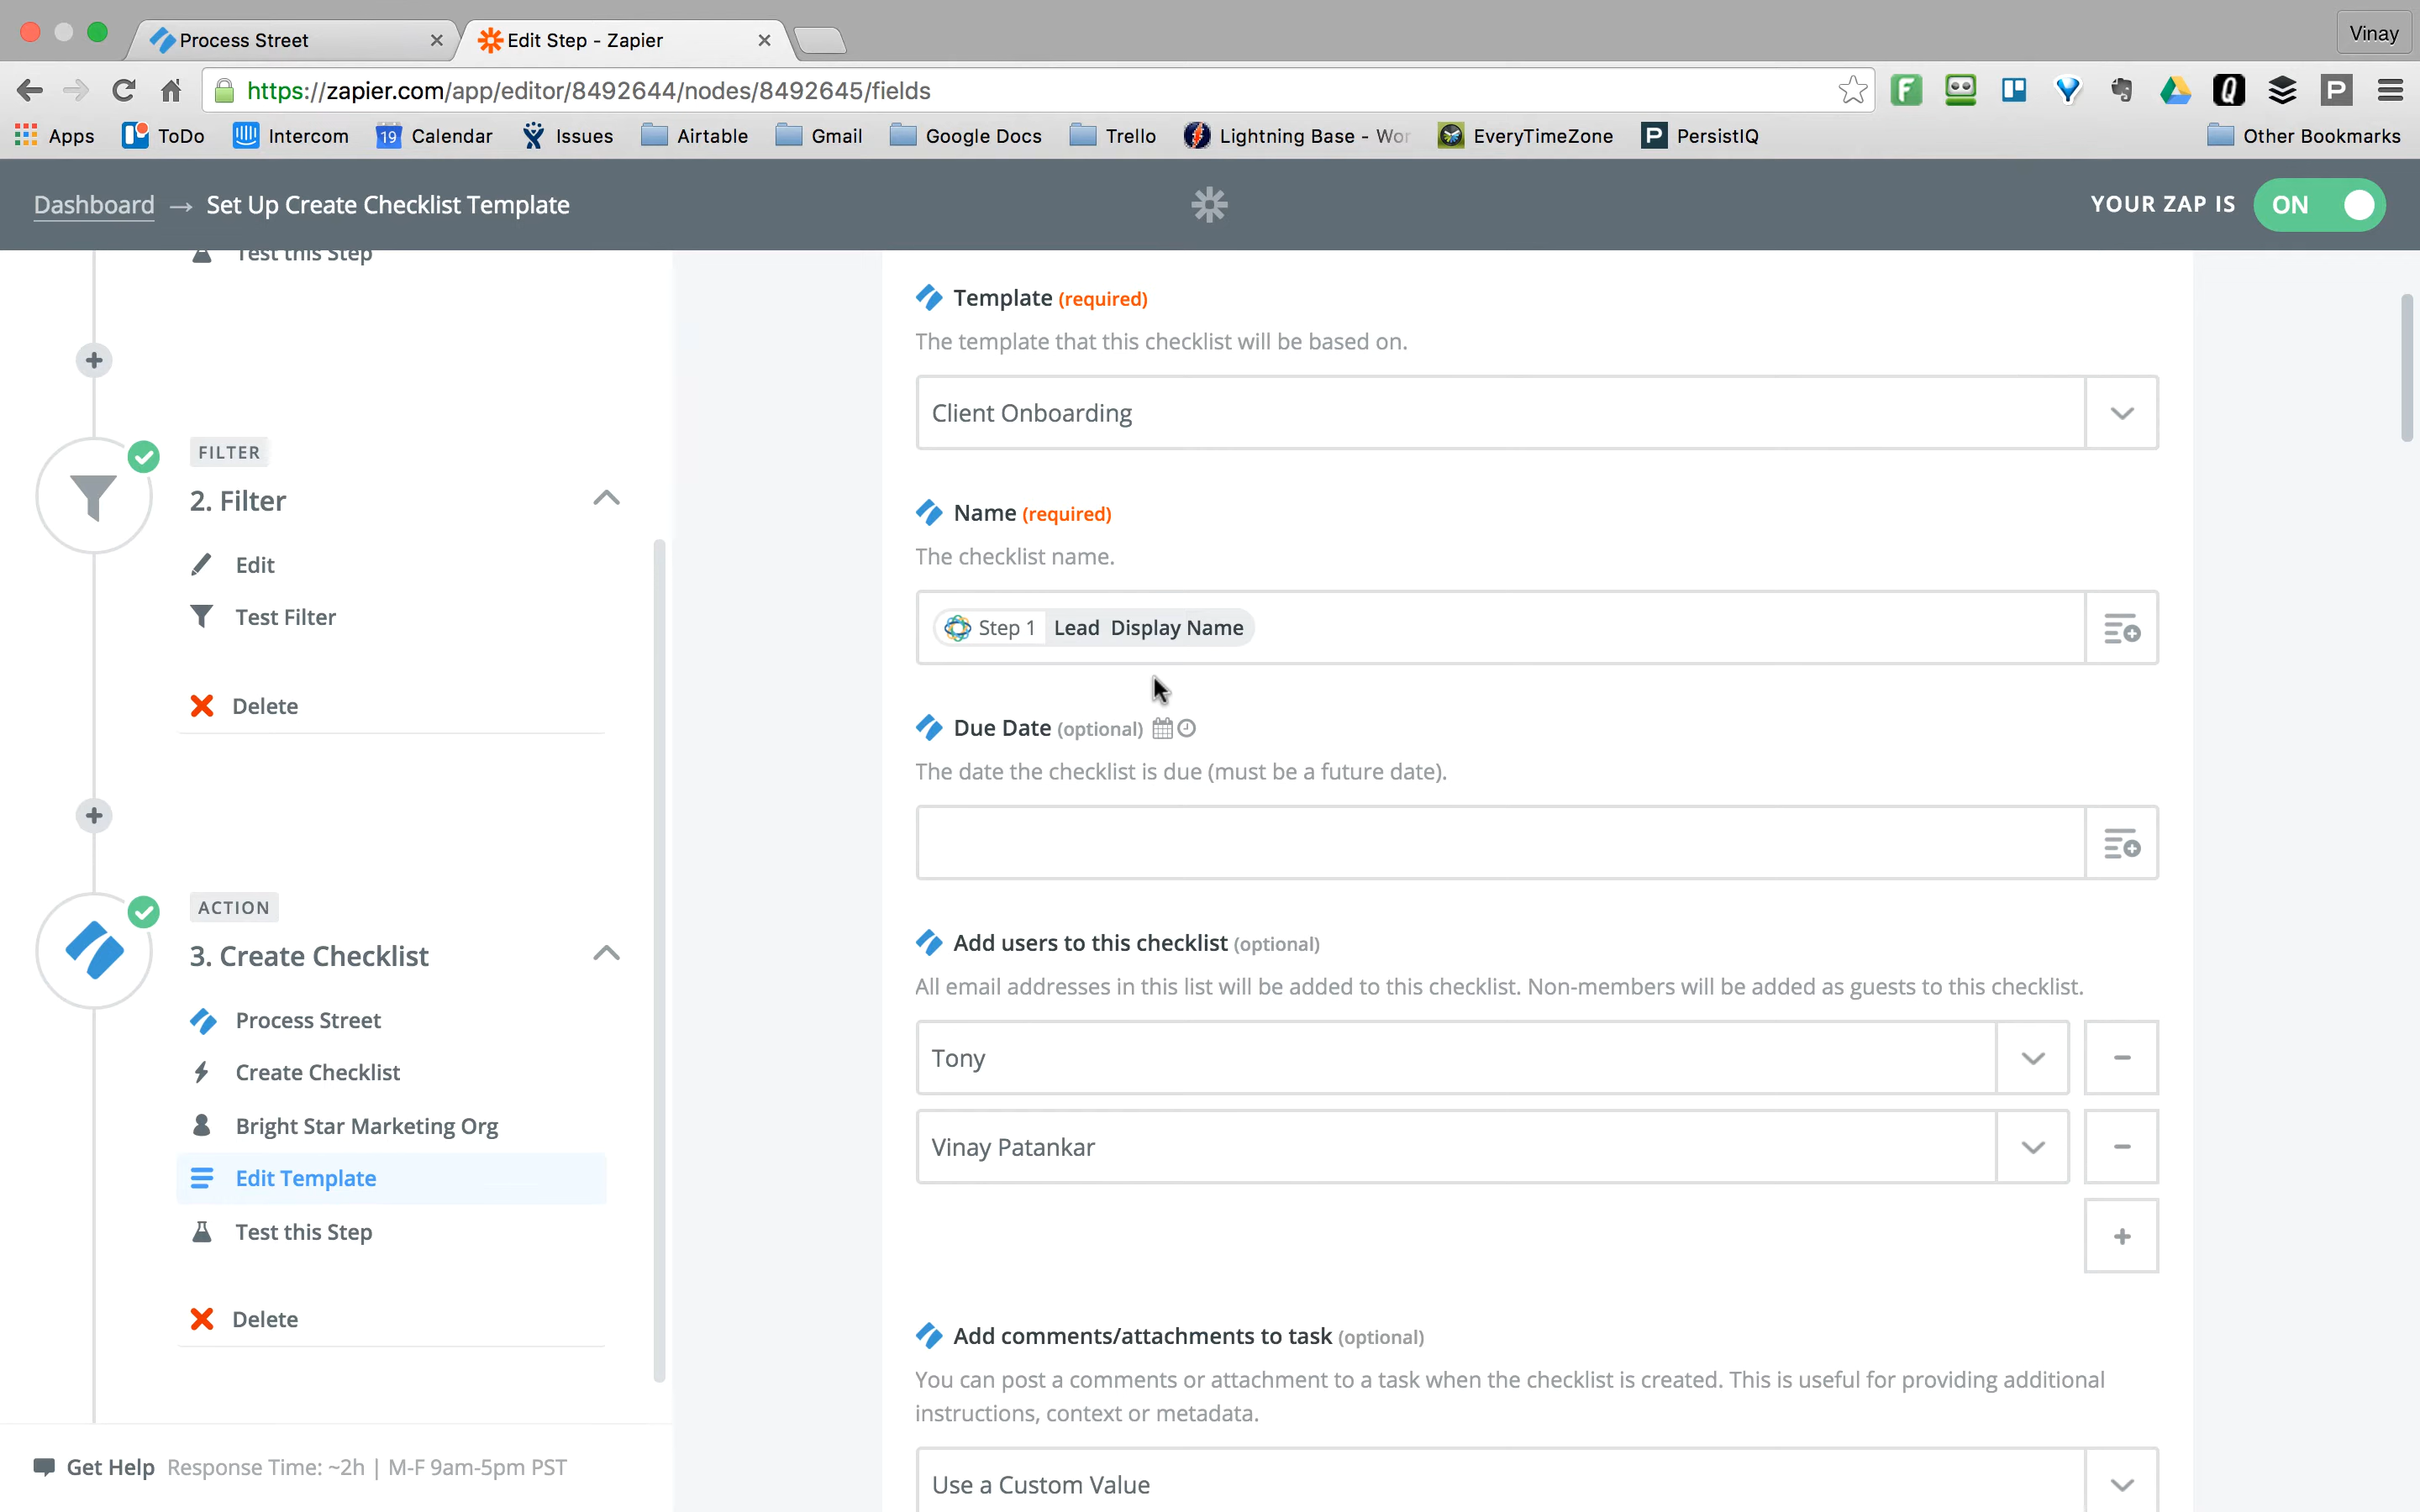 Process Street
Edit Step - Zapier
Vinay
https://zapier.com/app/editor/8492644/nodes/8492645/fields
Apps
ToDo
Intercom
19 Calendar
Issues
Airtable
Gmail
Google Docs
Trello
Lightning Base - Wor
EveryTimeZone
P PersistIQ
Other Bookmarks
Dashboard → Set Up Create Checklist Template
YOUR ZAP IS ON
Test this Step
FILTER
2. Filter
Edit
Test Filter
Delete
ACTION
3. Create Checklist
Process Street
Create Checklist
Bright Star Marketing Org
Edit Template
Test this Step
Delete
Get Help Response Time: ~2h | M-F 9am-5pm PST
Template (required)
The template that this checklist will be based on.
Client Onboarding
Name (required)
The checklist name.
Step 1 Lead Display Name
Due Date (optional)
The date the checklist is due (must be a future date).
Add users to this checklist (optional)
All email addresses in this list will be added to this checklist. Non-members will be added as guests to this checklist.
Tony
Vinay Patankar
Add comments/attachments to task (optional)
You can post a comments or attachment to a task when the checklist is created. This is useful for providing additional
instructions, context or metadata.
Use a Custom Value